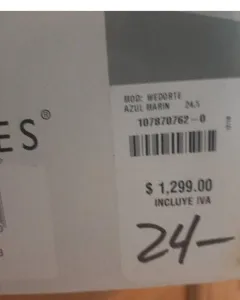 MOD: WEDORTE
AZUL MARIN 24.5
107870762-0
ES®
$ 1,299.00
INCLUYE IVA
24-